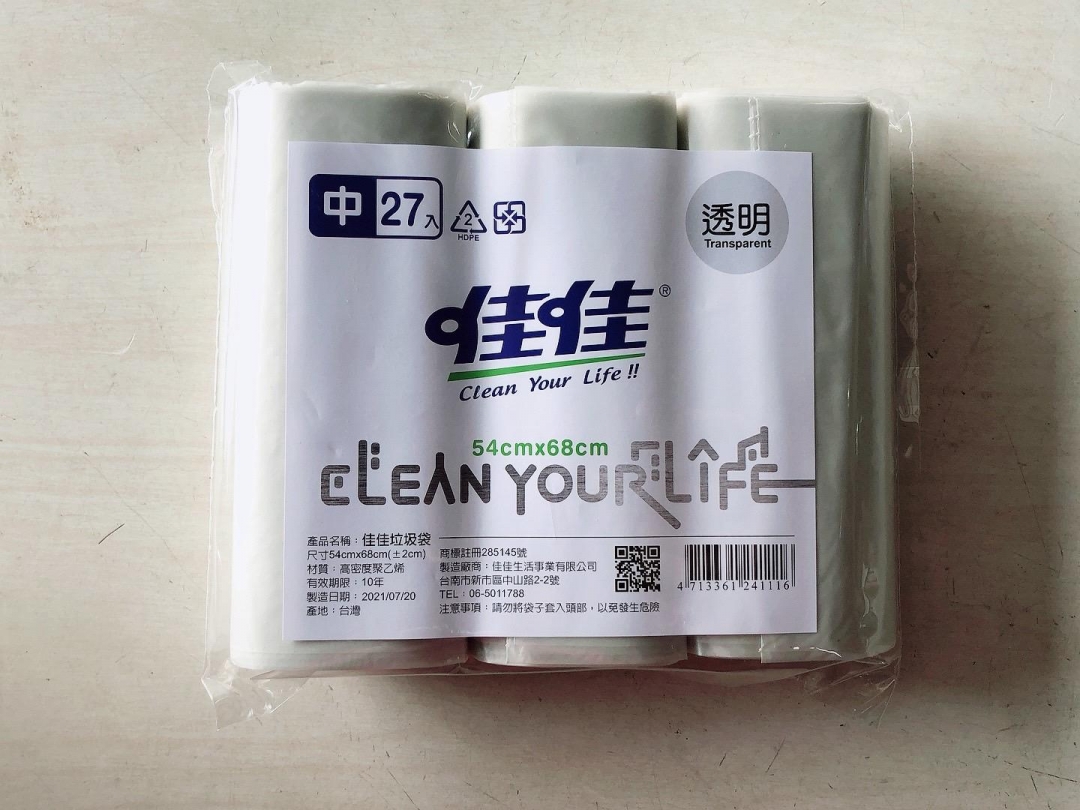 中 27入
2
HDPE
透明
Transparent
佳佳®
Clean Your Life!!
54cmx68cm
CLEAN YOUR LIFE
產品名稱：佳佳垃圾袋
尺寸54cmx68cm(±2cm)
材質：高密度聚乙烯
有效期限：10年
製造日期：2021/07/20
產地：台灣
商標註冊285145號
製造廠商：佳佳生活事業有限公司
台南市新市區中山路2-2號
TEL：06-5011788
注意事項：請勿將袋子套入頭部，以免發生危險
4 713361 241116